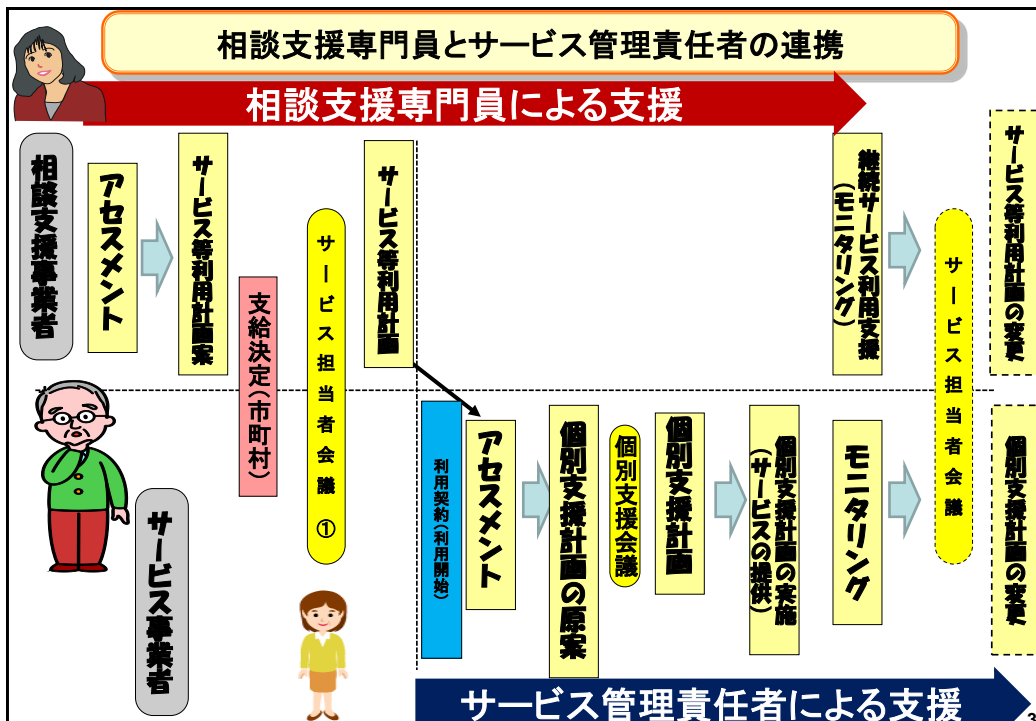 相談支援専門員とサービス管理責任者の連携
相談支援専門員による支援
相談支援事業者
アセスメント
サービス等利用計画案
支給決定(市町村)
サービス担当者会議①
サービス等利用計画
継続サービス利用支援
(モニタリング)
サービス担当者会議
サービス等利用計画の変更
サービス事業者
利用契約(利用開始)
アセスメント
個別支援計画の原案
個別支援会議
個別支援計画
個別支援計画の実施
(サービスの提供)
モニタリング
個別支援計画の変更
サービス管理責任者による支援